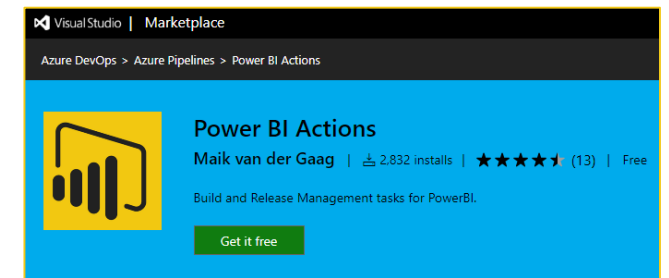 Visual Studio | Marketplace
Azure DevOps > Azure Pipelines > Power BI Actions
Power BI Actions
Maik van der Gaag | 2,832 installs | (13) | Free
Build and Release Management tasks for PowerBI.
Get it free